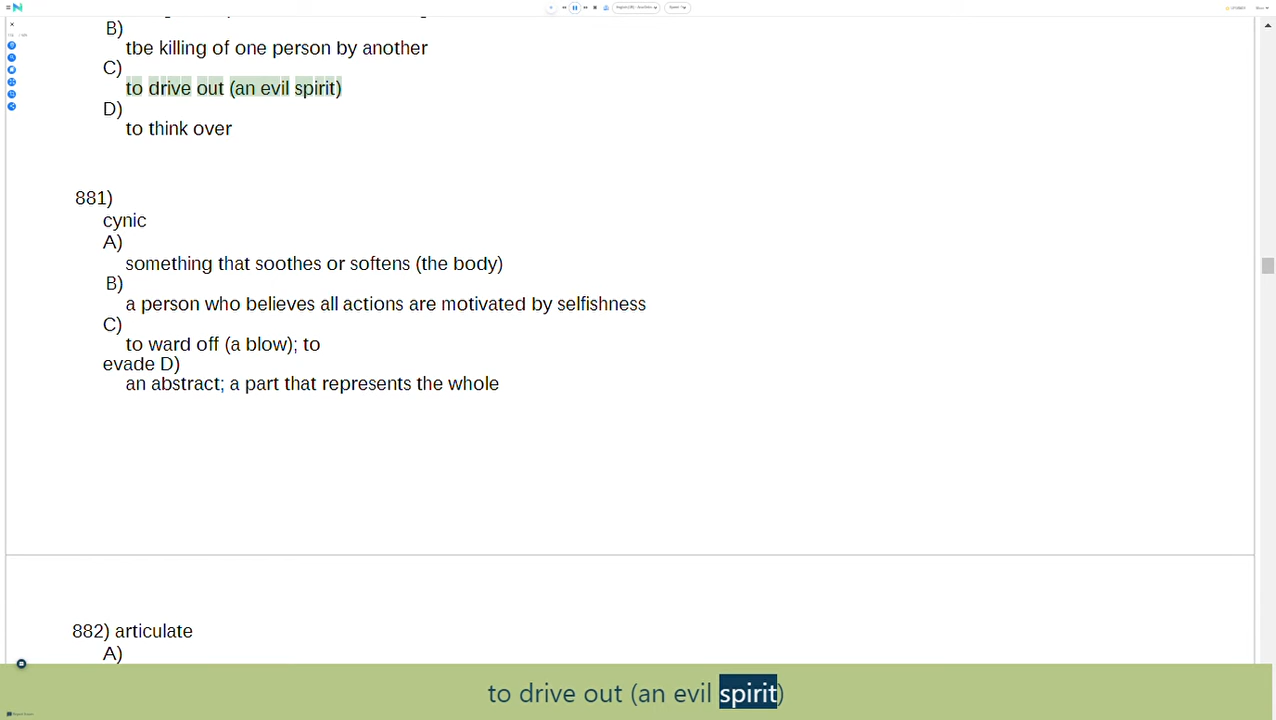 B)
tbe killing of one person by another
C)
to drive out (an evil spirit)
D)
to think over
881)
cynic
A)
something that soothes or softens (the body)
B)
a person who believes all actions are motivated by selfishness
C)
to ward off (a blow); to
evade D)
an abstract; a part that represents the whole
882) articulate
A)
to drive out (an evil spirit)